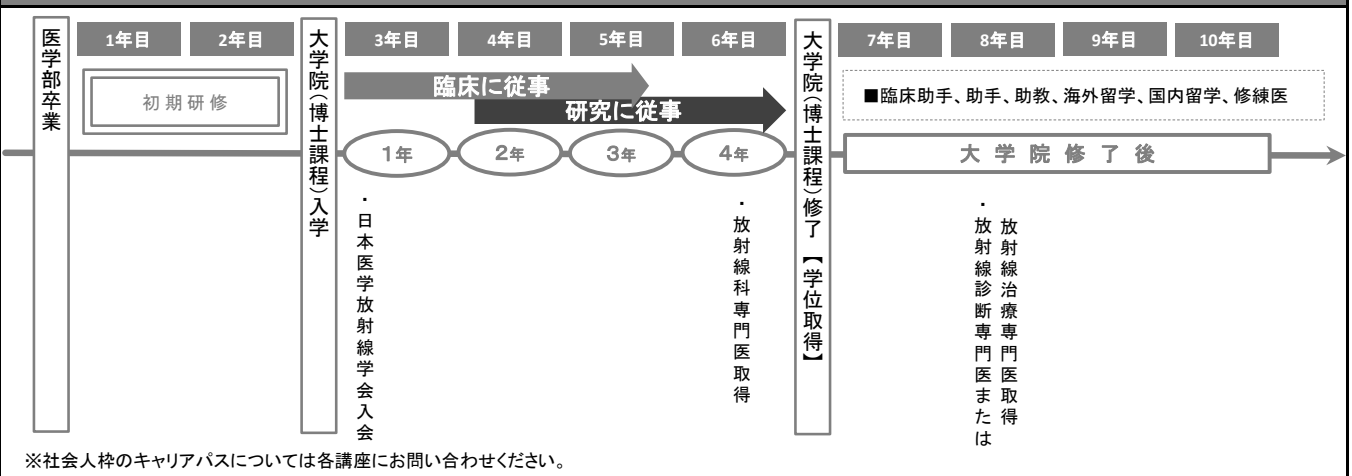 医学部卒業
1年目
2年目
初期研修
大学院(博士課程)入学
3年目
4年目
5年目
6年目
臨床に従事
研究に従事
1年
2年
3年
4年
・日本医学放射線学会入会
・放射線科専門医取得
大学院(博士課程)修了【学位取得】
7年目
8年目
9年目
10年目
■臨床助手、助手、助教、海外留学、国内留学、修練医
大学院修了後
・放射線診断専門医または
放射線治療専門医取得
※社会人枠のキャリアパスについては各講座にお問い合わせください。